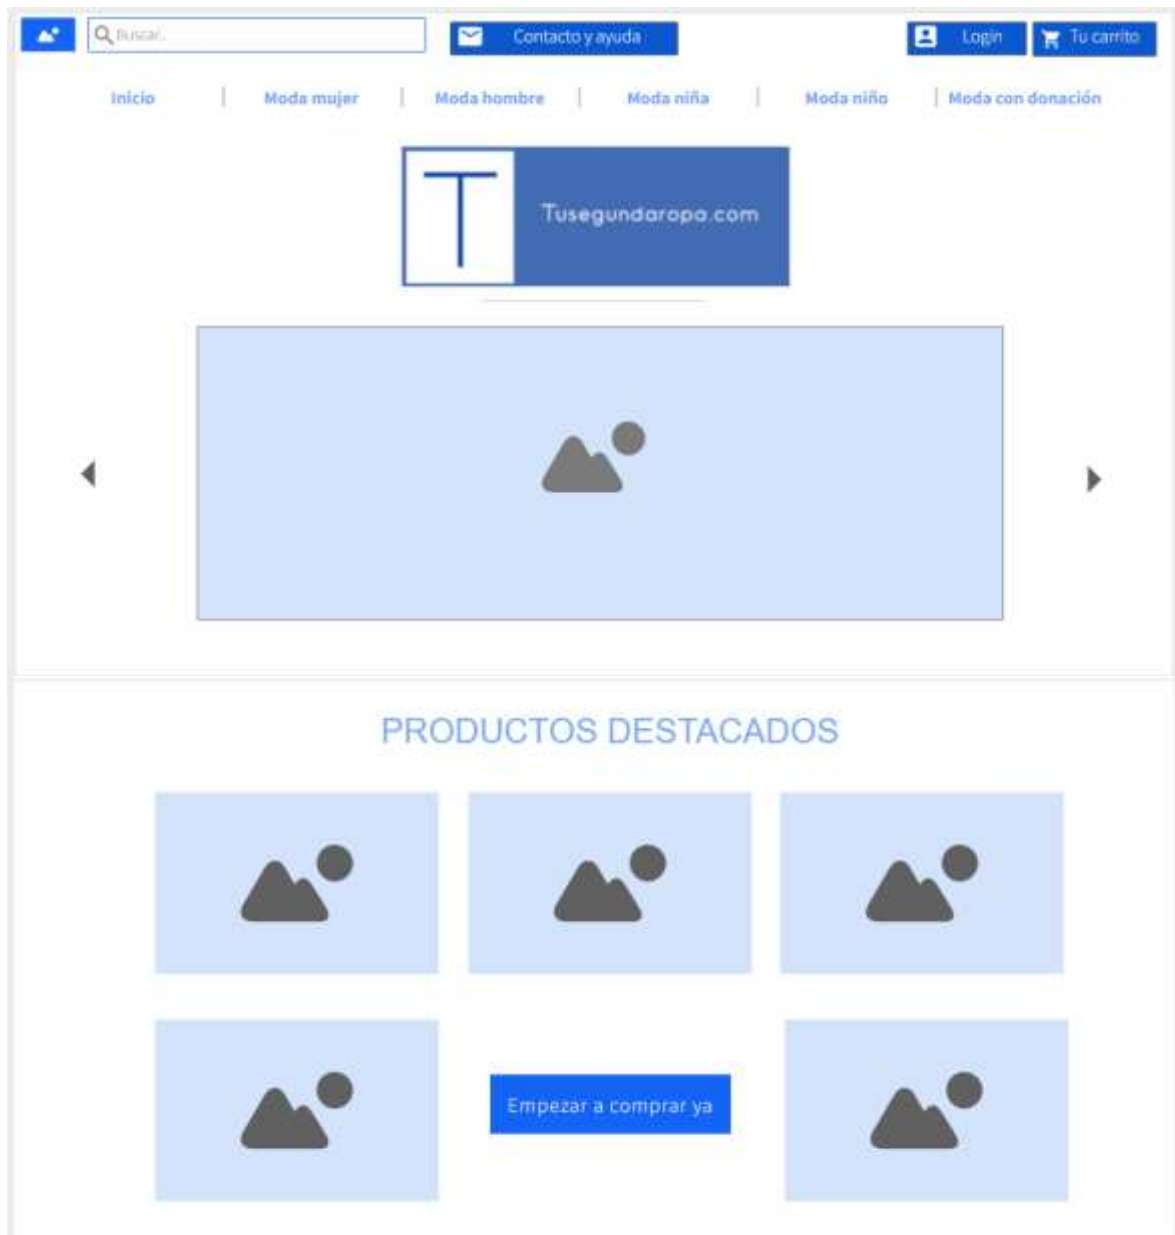 Buscar..
Contacto y ayuda
Login
Tu carrito
Inicio | Moda mujer | Moda hombre | Moda niña | Moda niño | Moda con donación
T
Tusegundaropa.com
PRODUCTOS DESTACADOS
Empezar a comprar ya